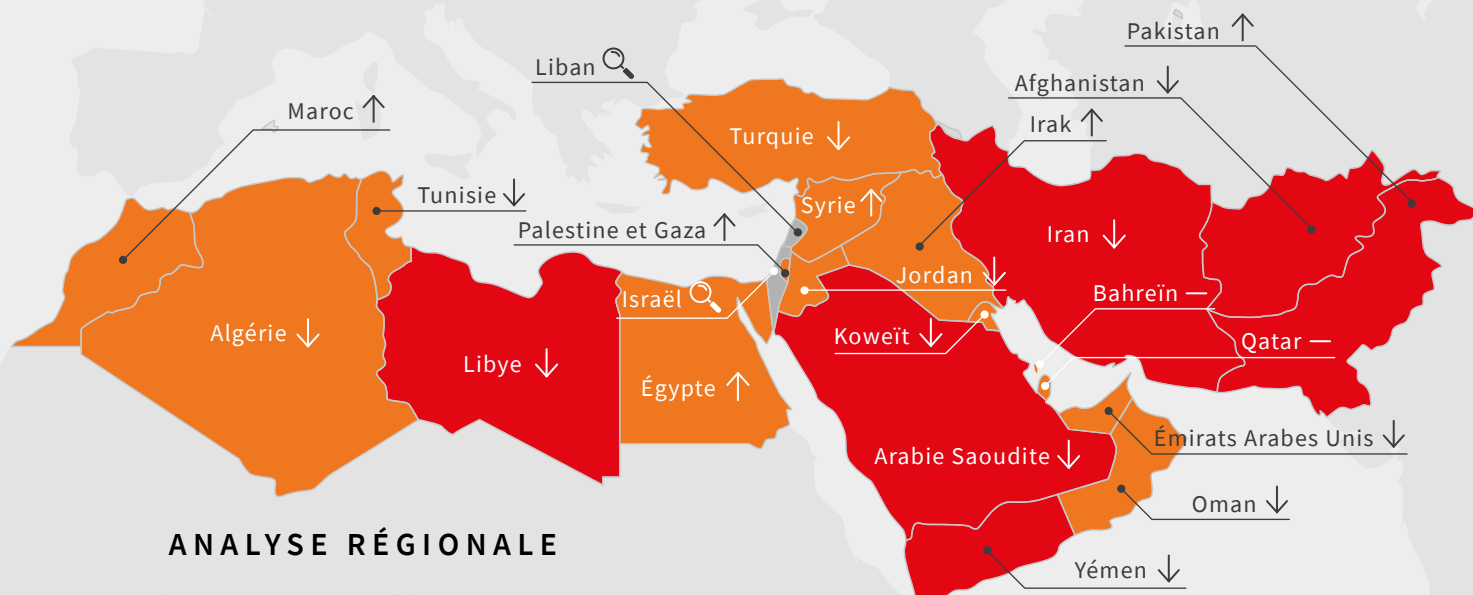 Pakistan ↑
Liban
Afghanistan ↓
Maroc ↑
Irak ↑
Turquie ↓
Tunisie ↓
Syrie ↑
Palestine et Gaza ↑
Iran ↓
Jordan ↓
Israël
Bahreïn —
Algérie ↓
Koweït ↓
Qatar —
Libye ↓
Égypte ↑
Émirats Arabes Unis ↓
Arabie Saoudite ↓
Oman ↓
ANALYSE RÉGIONALE
Yémen ↓